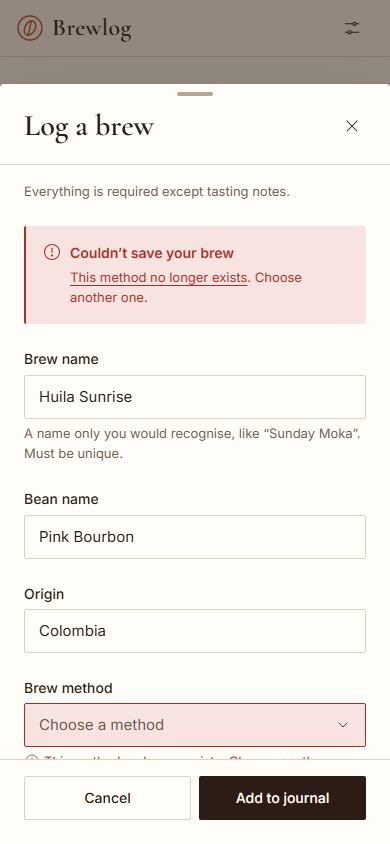 Brewlog
Log a brew
Everything is required except tasting notes.
Couldn’t save your brew
This method no longer exists. Choose
another one.
Brew name
Huila Sunrise
A name only you would recognise, like “Sunday Moka”.
Must be unique.
Bean name
Pink Bourbon
Origin
Colombia
Brew method
Choose a method
Cancel
Add to journal